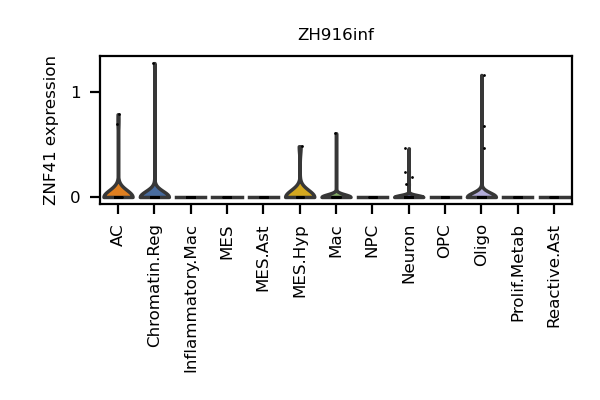 ZH916inf
ZNF41 expression
1
0
AC
Chromatin.Reg
Inflammatory.Mac
MES
MES.Ast
MES.Hyp
Mac
NPC
Neuron
OPC
Oligo
Prolif.Metab
Reactive.Ast